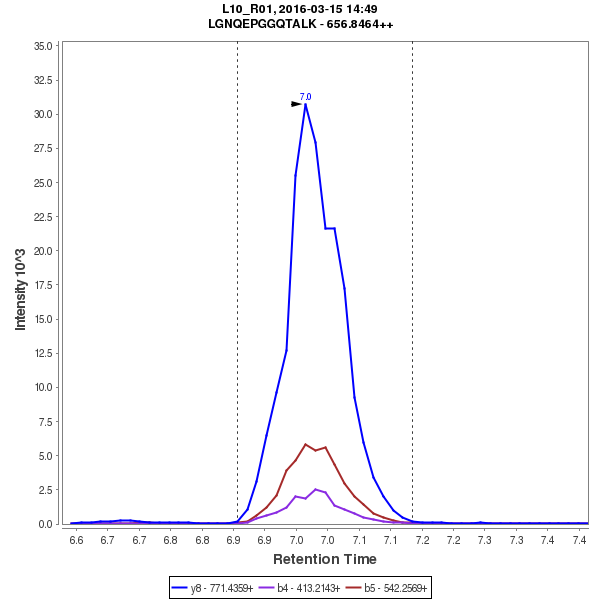 L10_R01, 2016-03-15 14:49
LGNQEPGGQTALK - 656.8464++
35.0
32.5
30.0
27.5
25.0
22.5
20.0
17.5
15.0
12.5
10.0
7.5
5.0
2.5
0.0
Intensity 10^3
7.0
6.6 6.7 6.7 6.8 6.8 6.9 6.9 7.0 7.0 7.1 7.1 7.2 7.2 7.3 7.3 7.4 7.4
Retention Time
y8 - 771.4359+ b4 - 413.2143+ b5 - 542.2569+